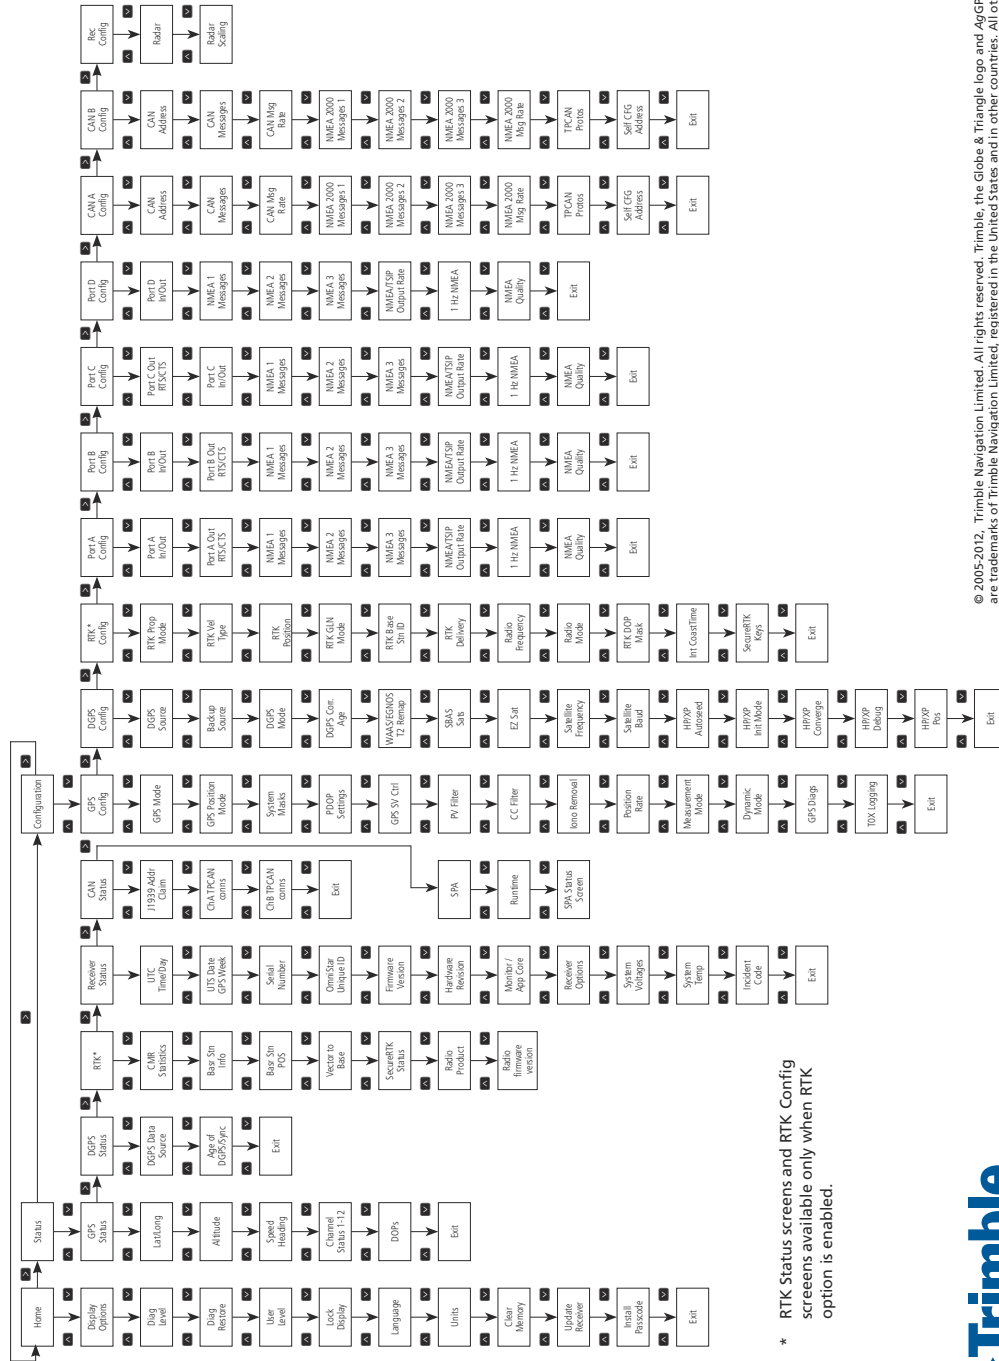 Home
Display
Options
Diag
Level
Diag
Restore
User
Level
Lock
Display
Language
Units
Clear
Memory
Update
Receiver
Install
Passcode
Exit
Status
GPS
Status
Lat/Long
Altitude
Speed
Heading
Channel
Status 1-12
DOPs
Exit
DGPS
Status
DGPS Data
Source
Age of
DGPS/Sync
Exit
RTK*
CMR
Statistics
Basr Stn
Info
Basr Stn
POS
Vector to
Base
SecureRTK
Status
Radio
Product
Radio
firmware
version
Receiver
Status
UTC
Time/Day
UTS Date
GPS Week
Serial
Number
OmniStar
Unique ID
Firmware
Version
Hardware
Revision
Monitor /
App Core
Receiver
Options
System
Voltages
System
Temp
Incident
Code
Exit
CAN
Status
J1939 Addr
Claim
ChA TPCAN
conns
ChB TPCAN
conns
Exit
SPA
Runtime
SPA Status
Screen
Configuration
GPS
Config
GPS Mode
GPS Position
Mode
System
Masks
PDOP
Settings
GPS SV Ctrl
PV Filter
CC Filter
Iono Removal
Position
Rate
Measurement
Mode
Dynamic
Mode
GPS Diags
T0X Logging
Exit
DGPS
Config
DGPS
Source
Backup
Source
DGPS
Mode
DGPS Corr.
Age
WAAS/EGNOS
T2 Remap
SBAS
Sats
EZ Sat
Satellite
Frequency
Satellite
Baud
HP/XP
Autoseed
HP/XP
Init Mode
HP/XP
Converge
HP/XP
Debug
HP/XP
Pos
Exit
RTK*
Config
RTK Prop
Mode
RTK Vel
Type
RTK
Position
RTK GLN
Mode
RTK Base
Stn ID
RTK
Delivery
Radio
Frequency
Radio
Mode
RTK DOP
Mask
Int CoastTime
SecureRTK
Keys
Exit
Port A
Config
Port A
In/Out
Port A Out
RTS/CTS
NMEA 1
Messages
NMEA 2
Messages
NMEA 3
Messages
NMEA/TSIP
Output Rate
1 Hz NMEA
NMEA
Quality
Exit
Port B
Config
Port B
In/Out
Port B Out
RTS/CTS
NMEA 1
Messages
NMEA 2
Messages
NMEA 3
Messages
NMEA/TSIP
Output Rate
1 Hz NMEA
NMEA
Quality
Exit
Port C
Config
Port C Out
RTS/CTS
Port C
In/Out
NMEA 1
Messages
NMEA 2
Messages
NMEA 3
Messages
NMEA/TSIP
Output Rate
1 Hz NMEA
NMEA
Quality
Exit
Port D
Config
Port D
In/Out
NMEA 1
Messages
NMEA 2
Messages
NMEA 3
Messages
NMEA/TSIP
Output Rate
1 Hz NMEA
NMEA
Quality
Exit
CAN A
Config
CAN
Address
CAN
Messages
CAN Msg
Rate
NMEA 2000
Messages 1
NMEA 2000
Messages 2
NMEA 2000
Messages 3
NMEA 2000
Msg Rate
TPCAN
Protos
Self CFG
Address
Exit
CAN B
Config
CAN
Address
CAN
Messages
CAN Msg
Rate
NMEA 2000
Messages 1
NMEA 2000
Messages 2
NMEA 2000
Messages 3
NMEA 2000
Msg Rate
TPCAN
Protos
Self CFG
Address
Exit
Rec
Config
Radar
Radar
Scaling
* RTK Status screens and RTK Config
screens available only when RTK
option is enabled.
Trimble
© 2005-2012, Trimble Navigation Limited. All rights reserved. Trimble, the Globe & Triangle logo and AgGP
are trademarks of Trimble Navigation Limited, registered in the United States and in other countries. All ot